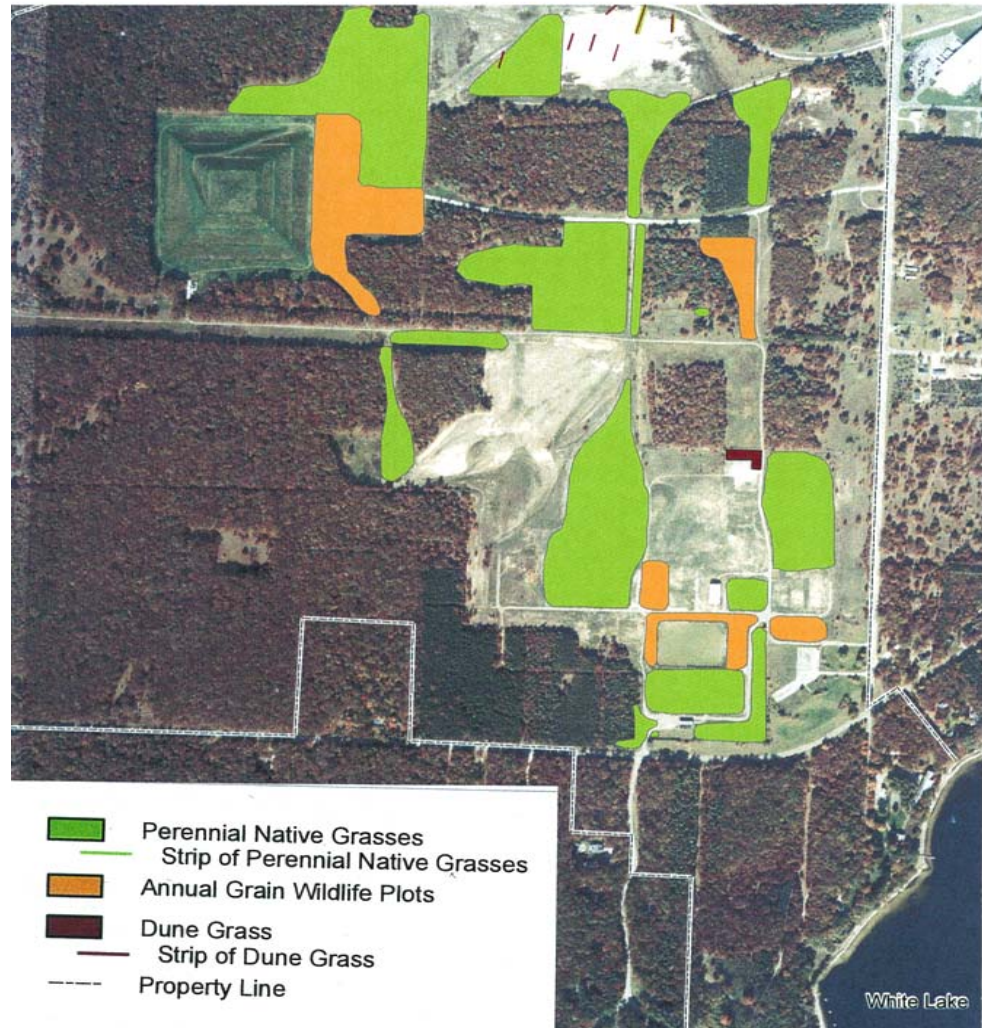 Perennial Native Grasses
Strip of Perennial Native Grasses
Annual Grain Wildlife Plots
Dune Grass
Strip of Dune Grass
Property Line
White Lake